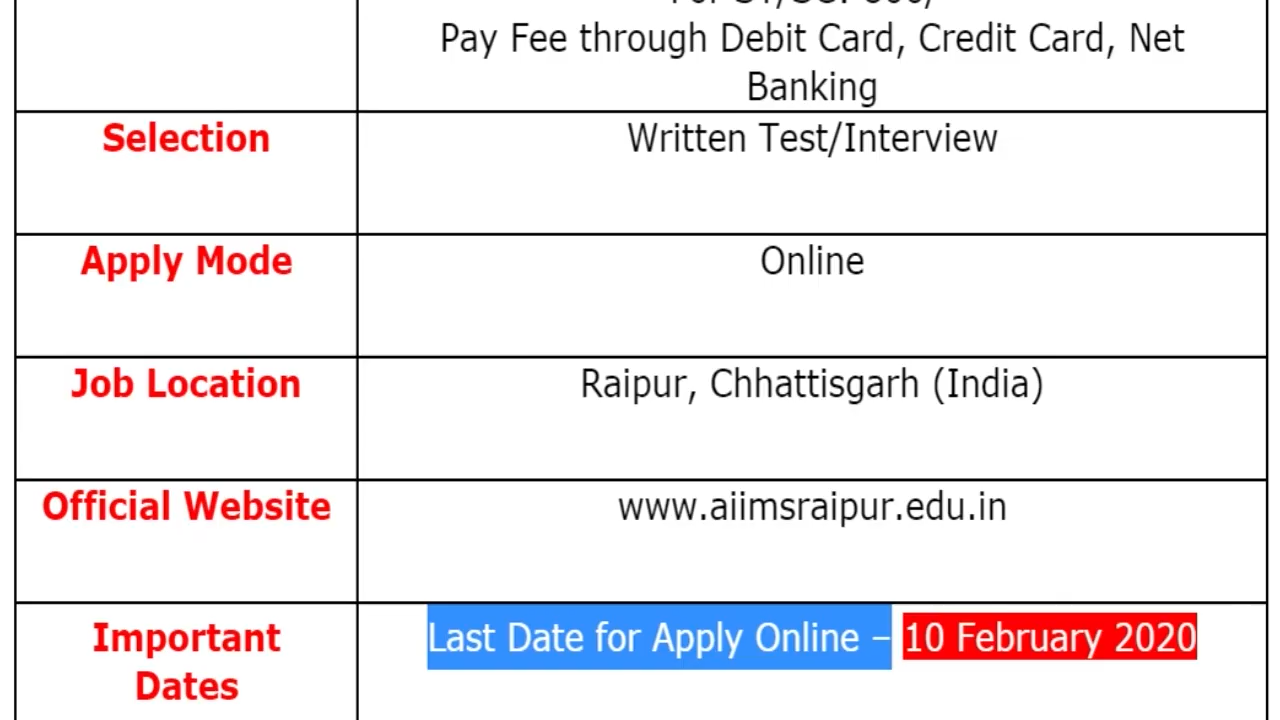 Pay Fee through Debit Card, Credit Card, Net
Banking
Selection
Written Test/Interview
Apply Mode
Online
Job Location
Raipur, Chhattisgarh (India)
Official Website
www.aiimsraipur.edu.in
Important
Dates
Last Date for Apply Online – 10 February 2020